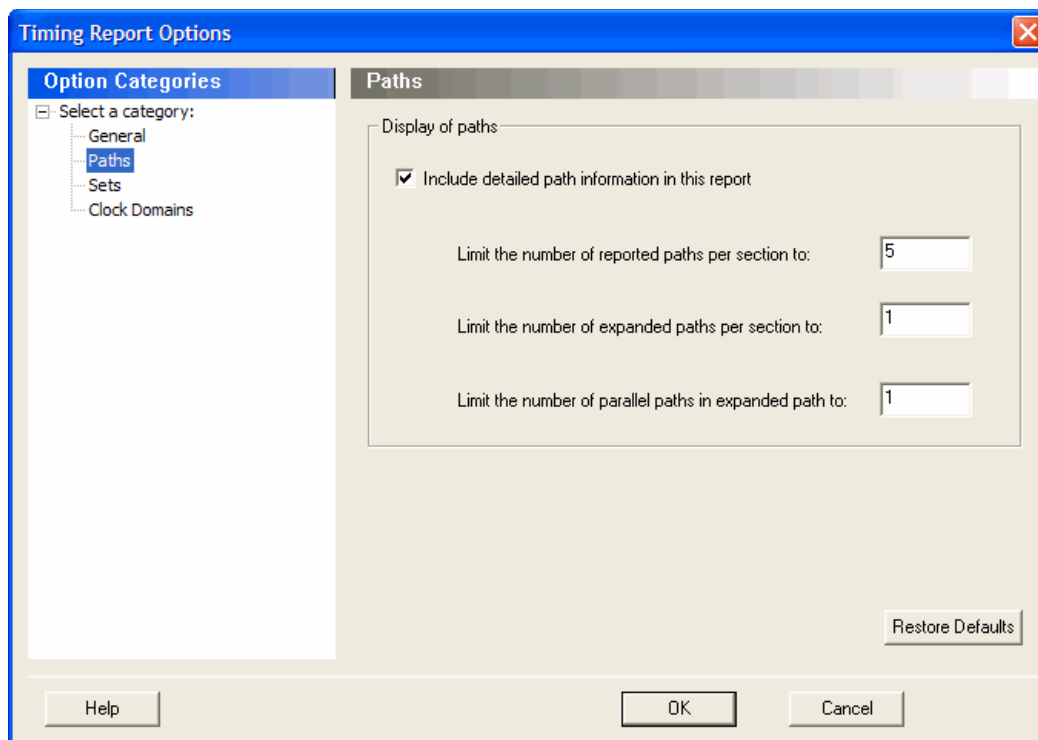 Timing Report Options
Option Categories
Select a category:
General
Paths
Sets
Clock Domains
Paths
Display of paths
Include detailed path information in this report
Limit the number of reported paths per section to: 5
Limit the number of expanded paths per section to: 1
Limit the number of parallel paths in expanded path to: 1
Restore Defaults
Help OK Cancel